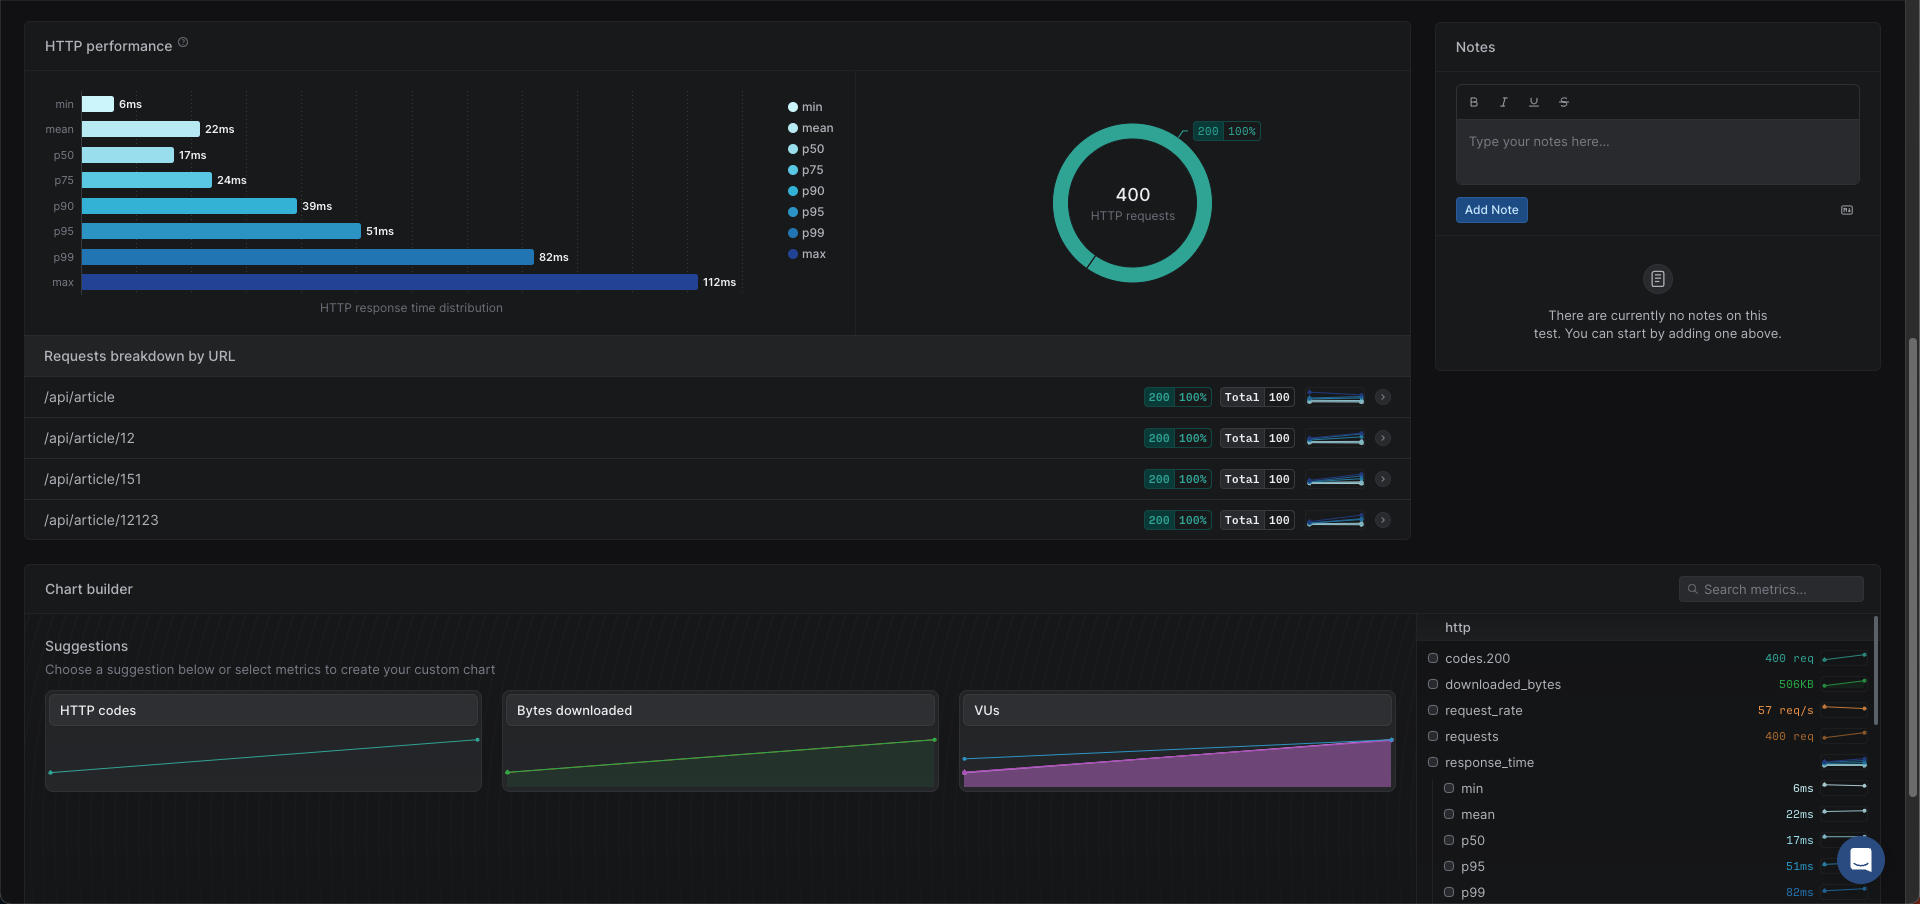 HTTP performance
min 6ms
mean 22ms
p50 17ms
p75 24ms
p90 39ms
p95 51ms
p99 82ms
max 112ms
HTTP response time distribution
min
mean
p50
p75
p90
p95
p99
max
200 100%
400
HTTP requests
Requests breakdown by URL
/api/article 200 100% Total 100
/api/article/12 200 100% Total 100
/api/article/151 200 100% Total 100
/api/article/12123 200 100% Total 100
Notes
B I U S
Type your notes here...
Add Note
There are currently no notes on this
test. You can start by adding one above.
Chart builder
Search metrics...
Suggestions
Choose a suggestion below or select metrics to create your custom chart
HTTP codes
Bytes downloaded
VUs
http
codes.200 400 req
downloaded_bytes 506KB
request_rate 57 req/s
requests 400 req
response_time
min 6ms
mean 22ms
p50 17ms
p95 51ms
p99 82ms